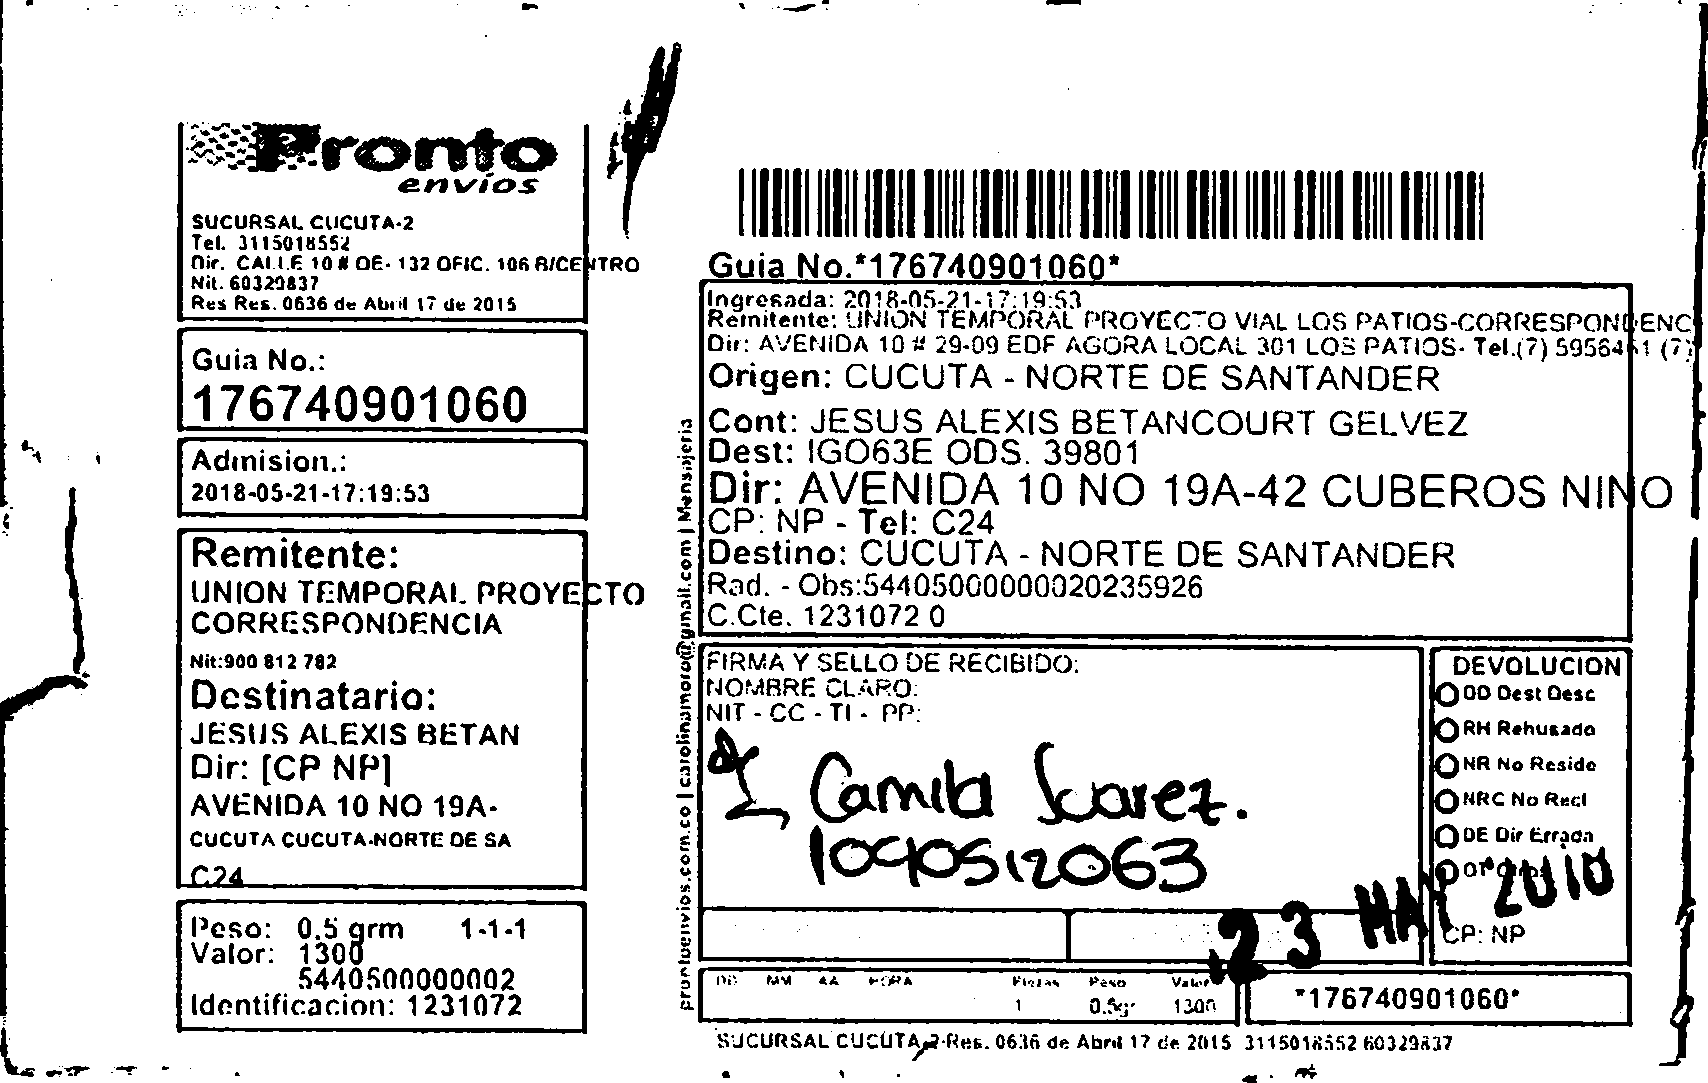 Pronto
envíos
SUCURSAL CUCUTA-2
Tel. 3115018552
Dir. CALLE 10 # OE- 132 OFIC. 106 B/CENTRO
Nit. 60329837
Res Res. 0636 de Abril 17 de 2015
Guia No.:
176740901060
Admision.:
2018-05-21-17:19:53
Remitente:
UNION TEMPORAL PROYECTO
CORRESPONDENCIA
Nit:900 812 782
Destinatario:
JESUS ALEXIS BETAN
Dir: [CP NP]
AVENIDA 10 NO 19A-
CUCUTA CUCUTA-NORTE DE SA
C24
Peso: 0.5 grm 1-1-1
Valor: 1300
5440500000002
Identificacion: 1231072
prontoenvios.com.co | carolinamoro@gmail.com | Mensajeria
Guia No.*176740901060*
Ingresada: 2018-05-21-17:19:53
Remitente: UNION TEMPORAL PROYECTO VIAL LOS PATIOS-CORRESPONDENC
Dir: AVENIDA 10 # 29-09 EDF AGORA LOCAL 301 LOS PATIOS- Tel.(7) 5956461 (7)
Origen: CUCUTA - NORTE DE SANTANDER
Cont: JESUS ALEXIS BETANCOURT GELVEZ
Dest: IGO63E ODS. 39801
Dir: AVENIDA 10 NO 19A-42 CUBEROS NINO
CP: NP - Tel: C24
Destino: CUCUTA - NORTE DE SANTANDER
Rad. - Obs:54405000000020235926
C.Cte. 1231072 0
FIRMA Y SELLO DE RECIBIDO:
NOMBRE CLARO:
NIT - CC - TI - PP:
Camila Suarez.
1090512063
DEVOLUCION
DD Dest Desc
RH Rehusado
NR No Reside
NRC No Recl
DE Dir Errada
OT Otros
23 MAY 2018
CP: NP
DD MM AA HORA Piezas Peso Valor
1 0.5gr 1300
*176740901060*
SUCURSAL CUCUTA-2-Res. 0636 de Abril 17 de 2015 3115018552 60329837